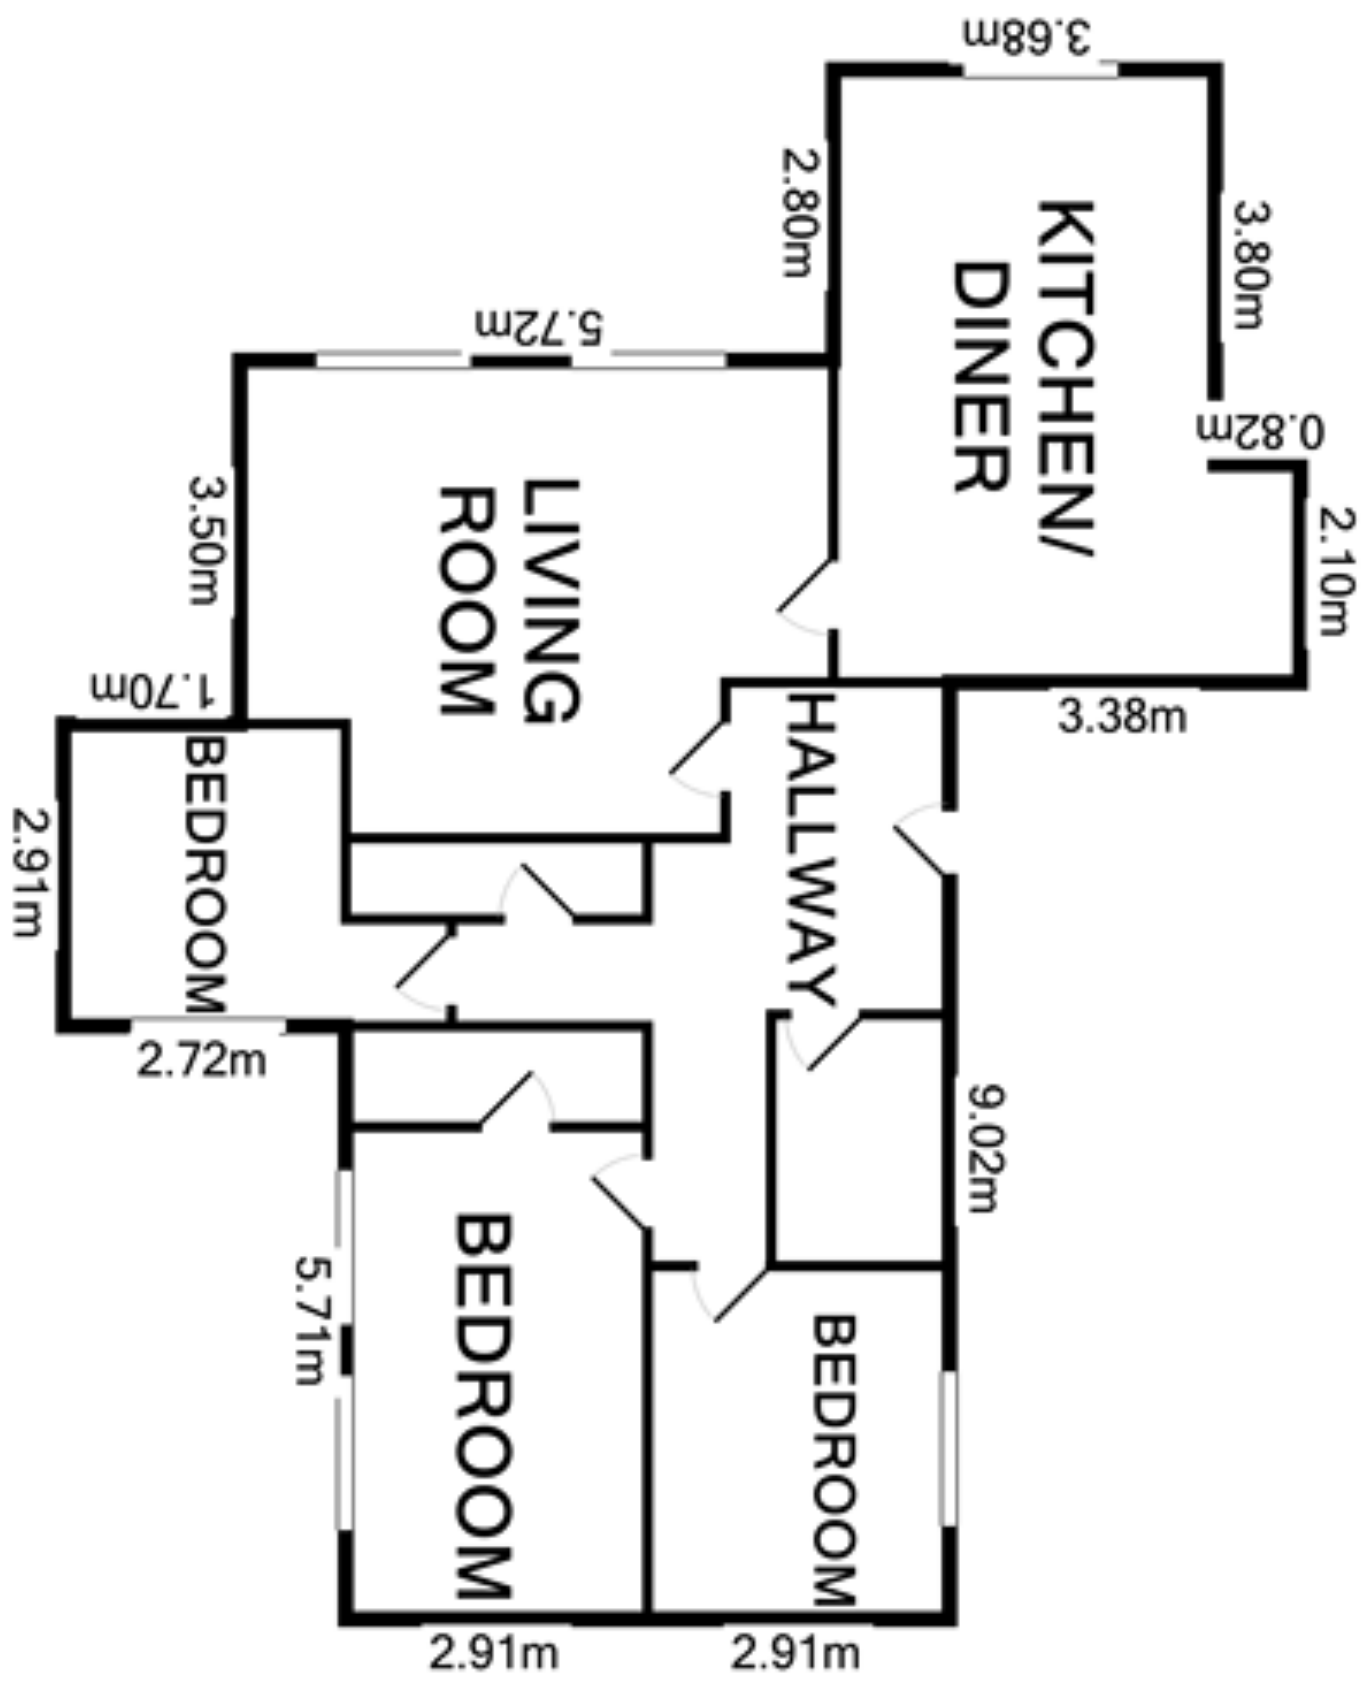 3.68m
2.80m
KITCHEN/
DINER
3.80m
5.72m
0.82m
3.50m
LIVING
ROOM
2.10m
1.70m
HALLWAY
3.38m
BEDROOM
2.91m
2.72m
9.02m
BEDROOM
5.71m
BEDROOM
2.91m
2.91m